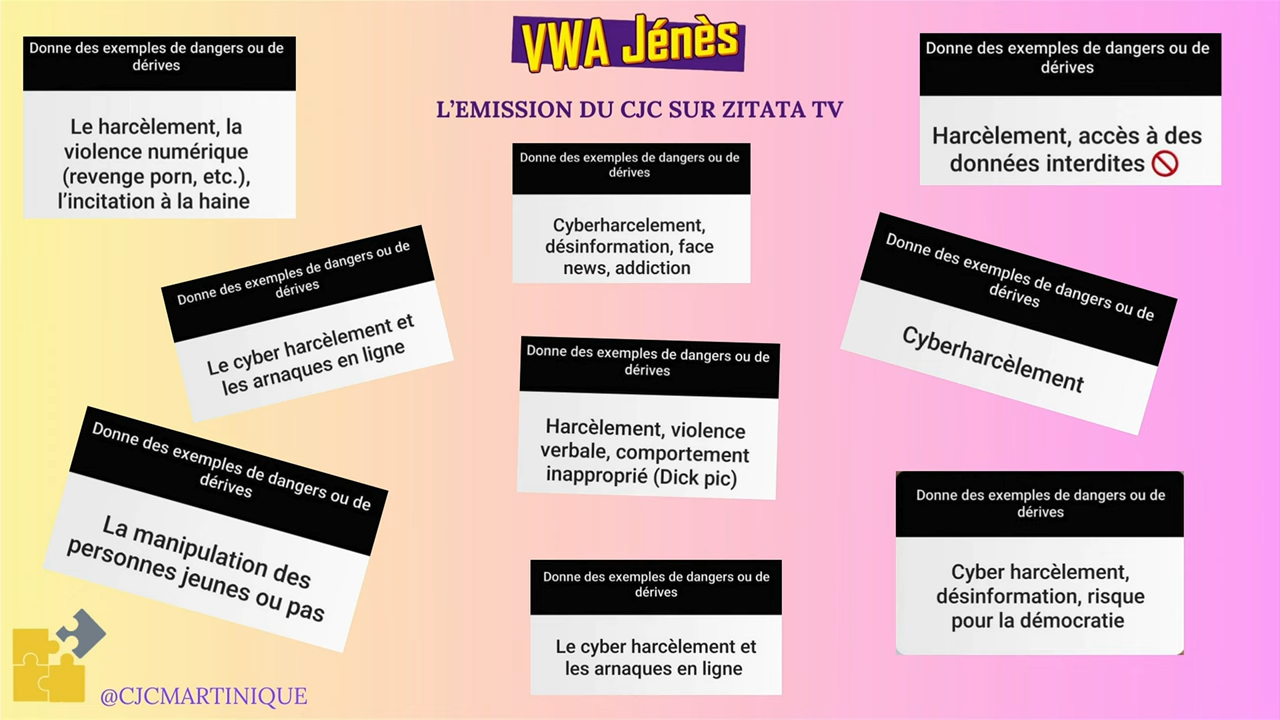 VWA Jénès
L'EMISSION DU CJC SUR ZITATA TV
Donne des exemples de dangers ou de
dérives
Le harcèlement, la
violence numérique
(revenge porn, etc.),
l'incitation à la haine
Donne des exemples de dangers ou de
dérives
Cyberharcelement,
désinformation, face
news, addiction
Donne des exemples de dangers ou de
dérives
Harcèlement, accès à des
données interdites 🚫
Donne des exemples de dangers ou de
dérives
Le cyber harcèlement et
les arnaques en ligne
Donne des exemples de dangers ou de
dérives
Harcèlement, violence
verbale, comportement
inapproprié (Dick pic)
Donne des exemples de dangers ou de
dérives
Cyberharcèlement
Donne des exemples de dangers ou de
dérives
La manipulation des
personnes jeunes ou pas
Donne des exemples de dangers ou de
dérives
Le cyber harcèlement et
les arnaques en ligne
Donne des exemples de dangers ou de
dérives
Cyber harcèlement,
désinformation, risque
pour la démocratie
@CJCMARTINIQUE